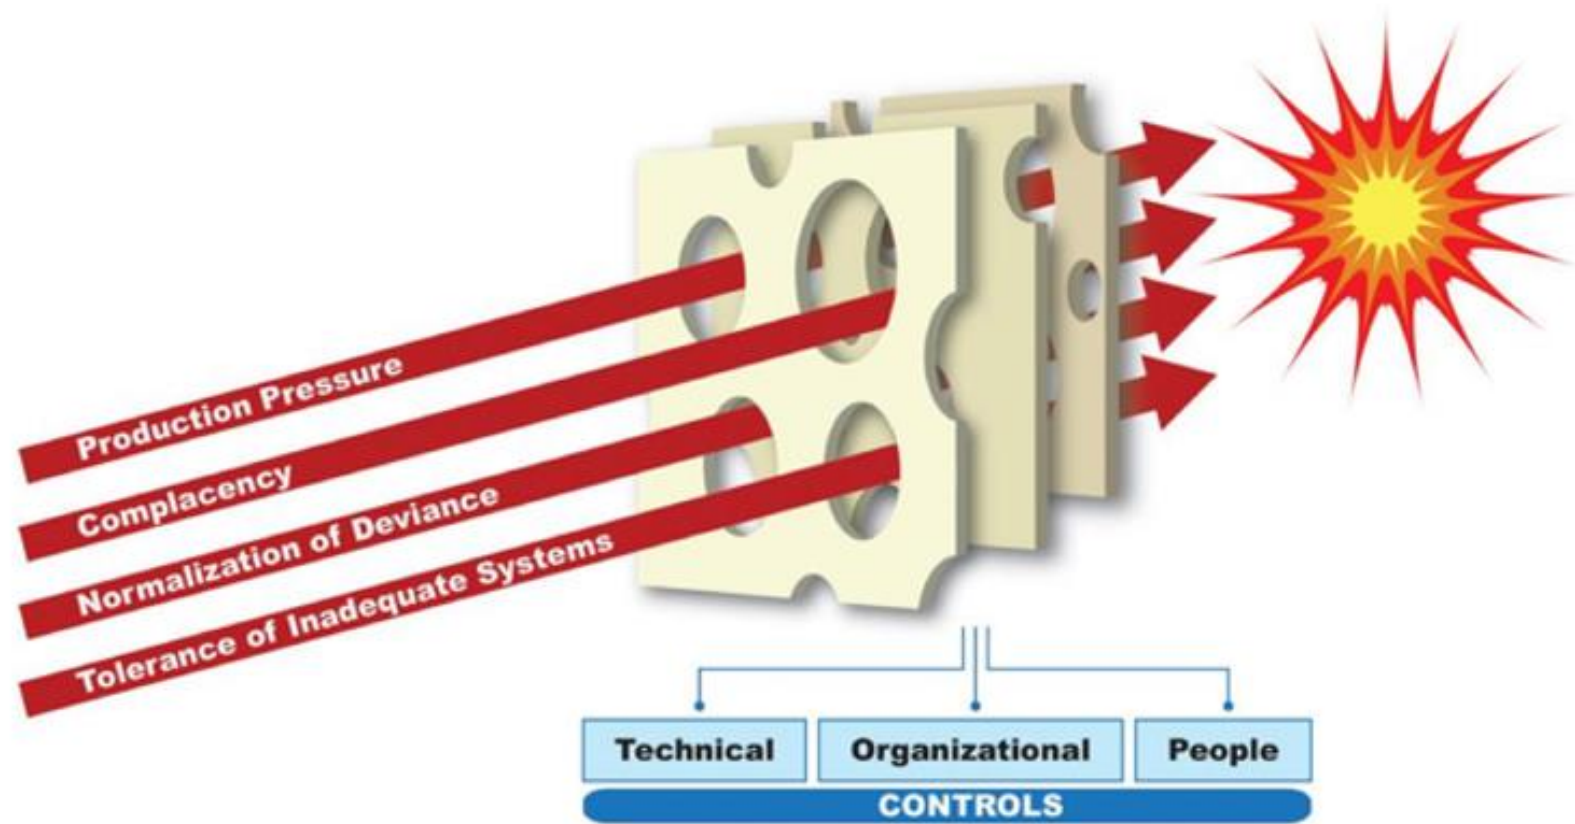 Production Pressure
Complacency
Normalization of Deviance
Tolerance of Inadequate Systems
Technical
Organizational
People
CONTROLS